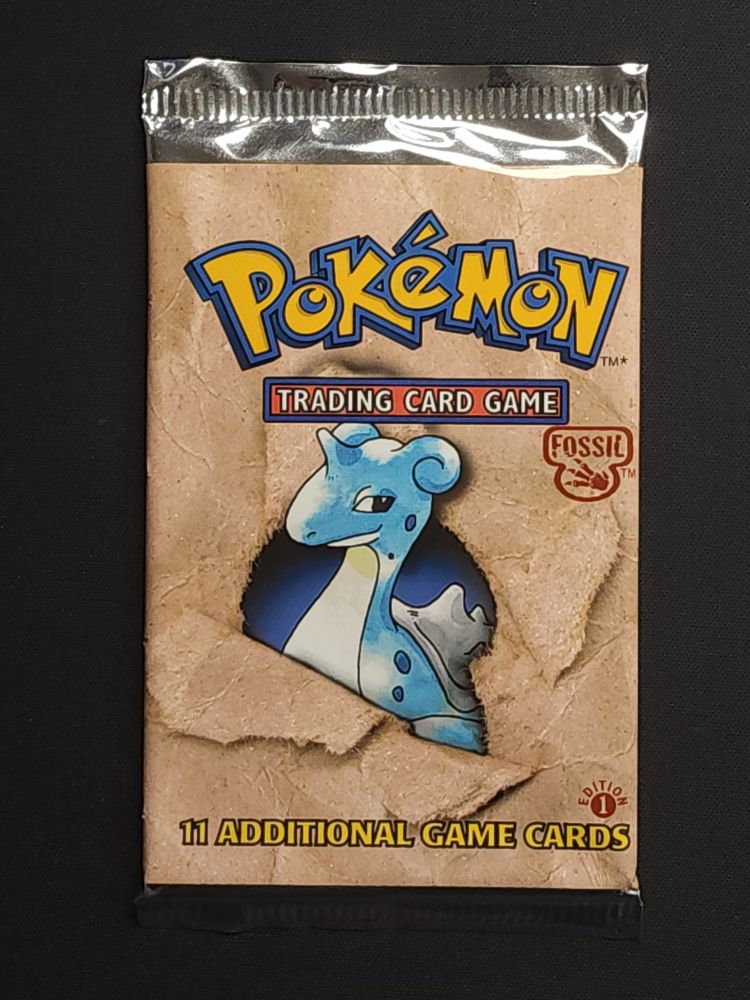 POKéMON
TM*
TRADING CARD GAME
FOSSIL
TM
EDITION
1
11 ADDITIONAL GAME CARDS